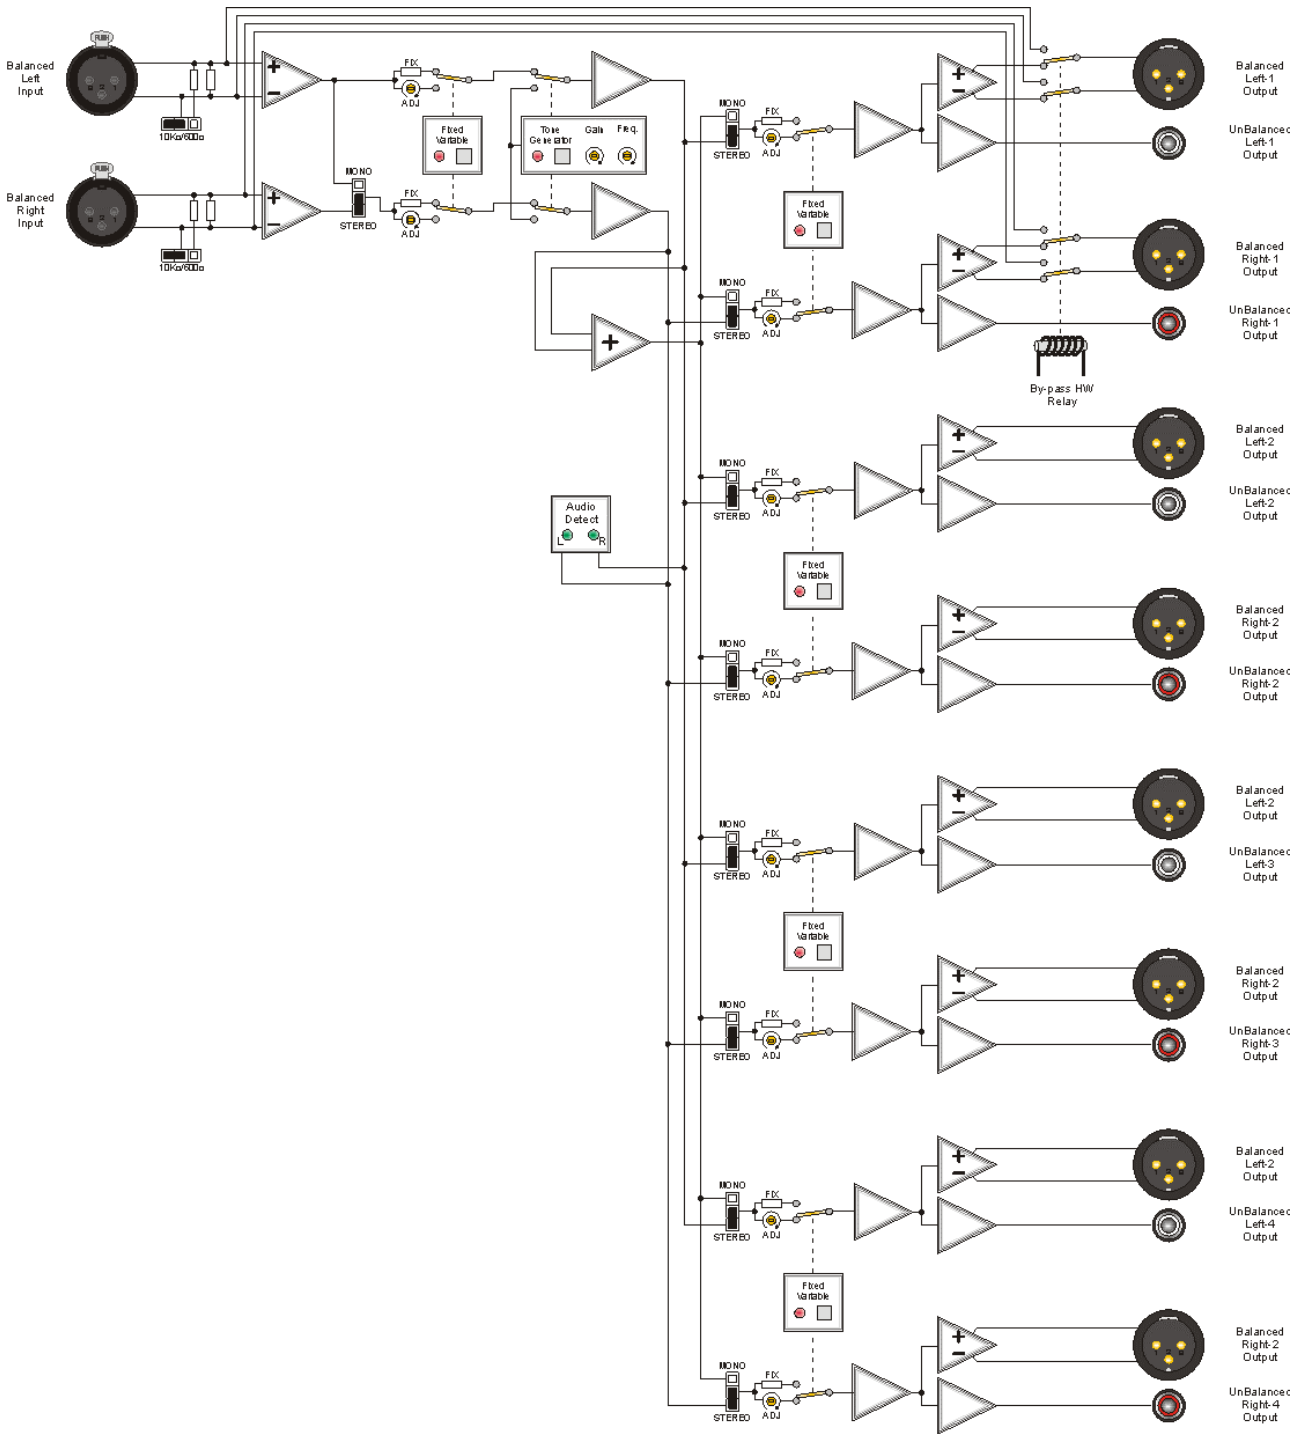 PUSH
Balanced
Left
Input
10KΩ/600Ω
PUSH
Balanced
Right
Input
10KΩ/600Ω
FIX
ADJ
Fixed
Variable
Tone
Generator
Gain
Freq.
MONO
STEREO
FIX
ADJ
MONO
STEREO
FIX
ADJ
Balanced
Left-1
Output
UnBalanced
Left-1
Output
Fixed
Variable
MONO
STEREO
FIX
ADJ
Balanced
Right-1
Output
UnBalanced
Right-1
Output
By-pass HW
Relay
Audio
Detect
L
R
MONO
STEREO
FIX
ADJ
Balanced
Left-2
Output
UnBalanced
Left-2
Output
Fixed
Variable
MONO
STEREO
FIX
ADJ
Balanced
Right-2
Output
UnBalanced
Right-2
Output
MONO
STEREO
FIX
ADJ
Balanced
Left-2
Output
UnBalanced
Left-3
Output
Fixed
Variable
MONO
STEREO
FIX
ADJ
Balanced
Right-2
Output
UnBalanced
Right-3
Output
MONO
STEREO
FIX
ADJ
Balanced
Left-2
Output
UnBalanced
Left-4
Output
Fixed
Variable
MONO
STEREO
FIX
ADJ
Balanced
Right-2
Output
UnBalanced
Right-4
Output